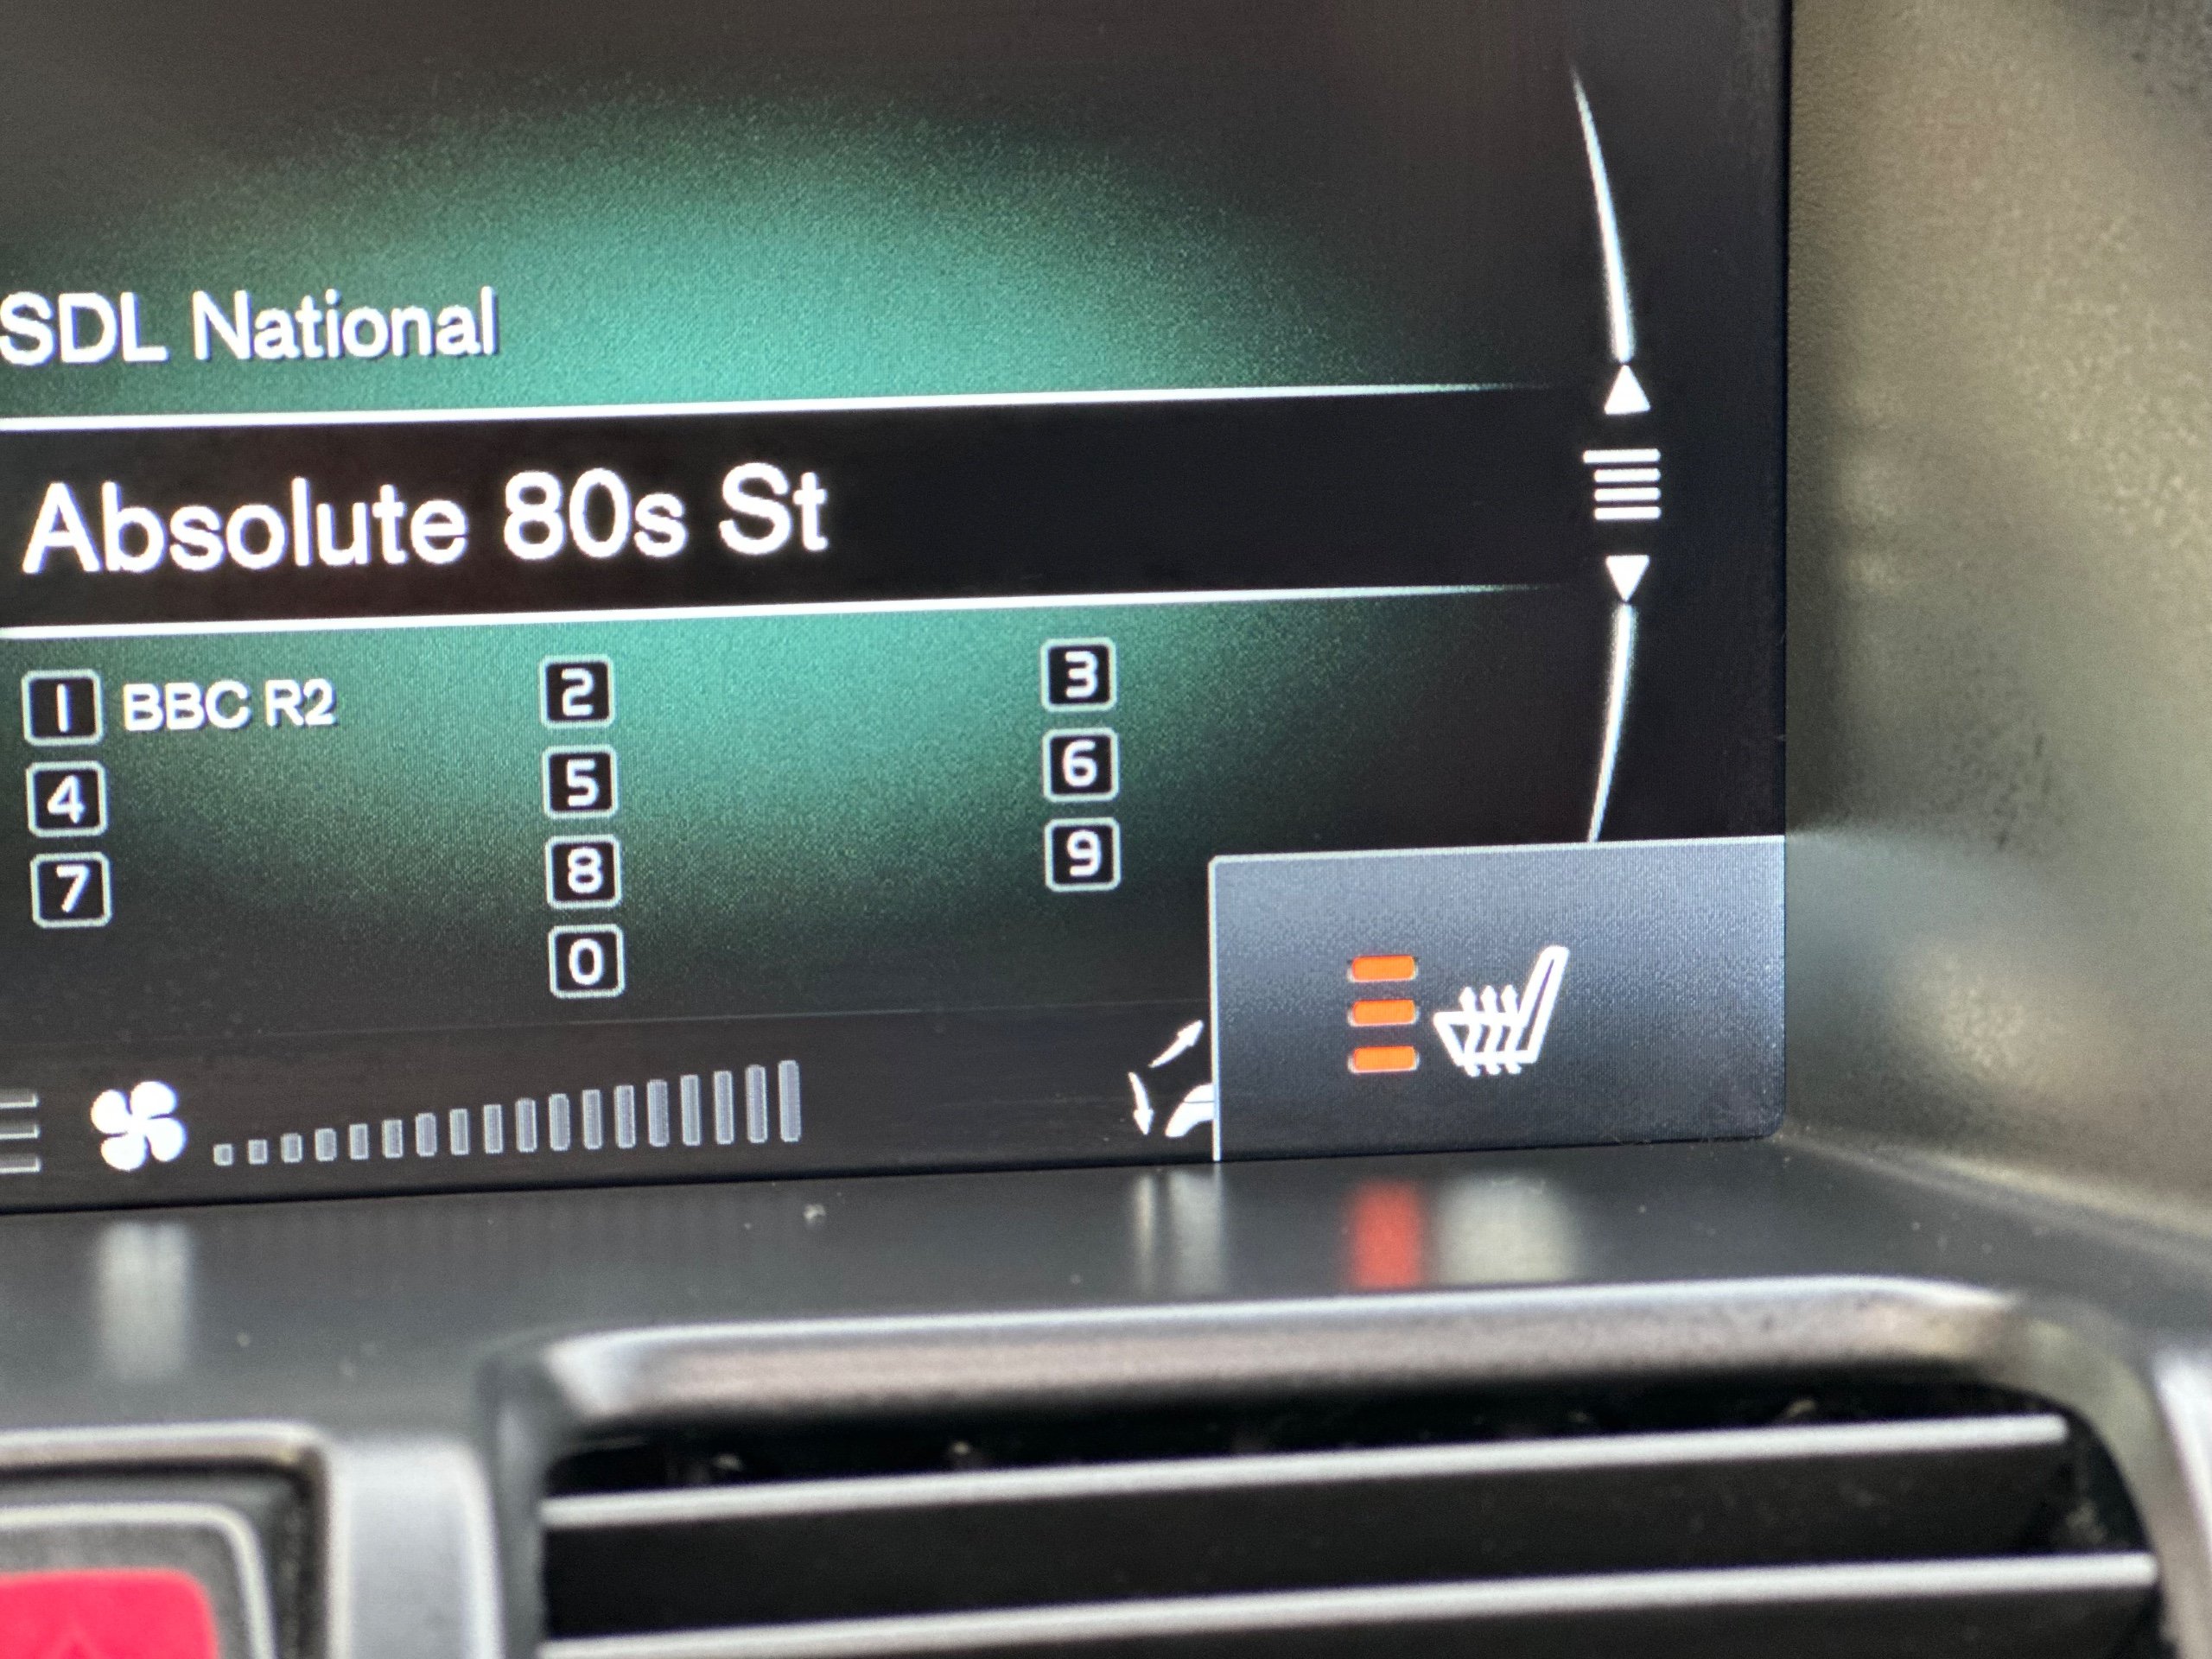 SDL National
Absolute 80s St
1 BBC R2 2 3
4 5 6
7 8 9
0